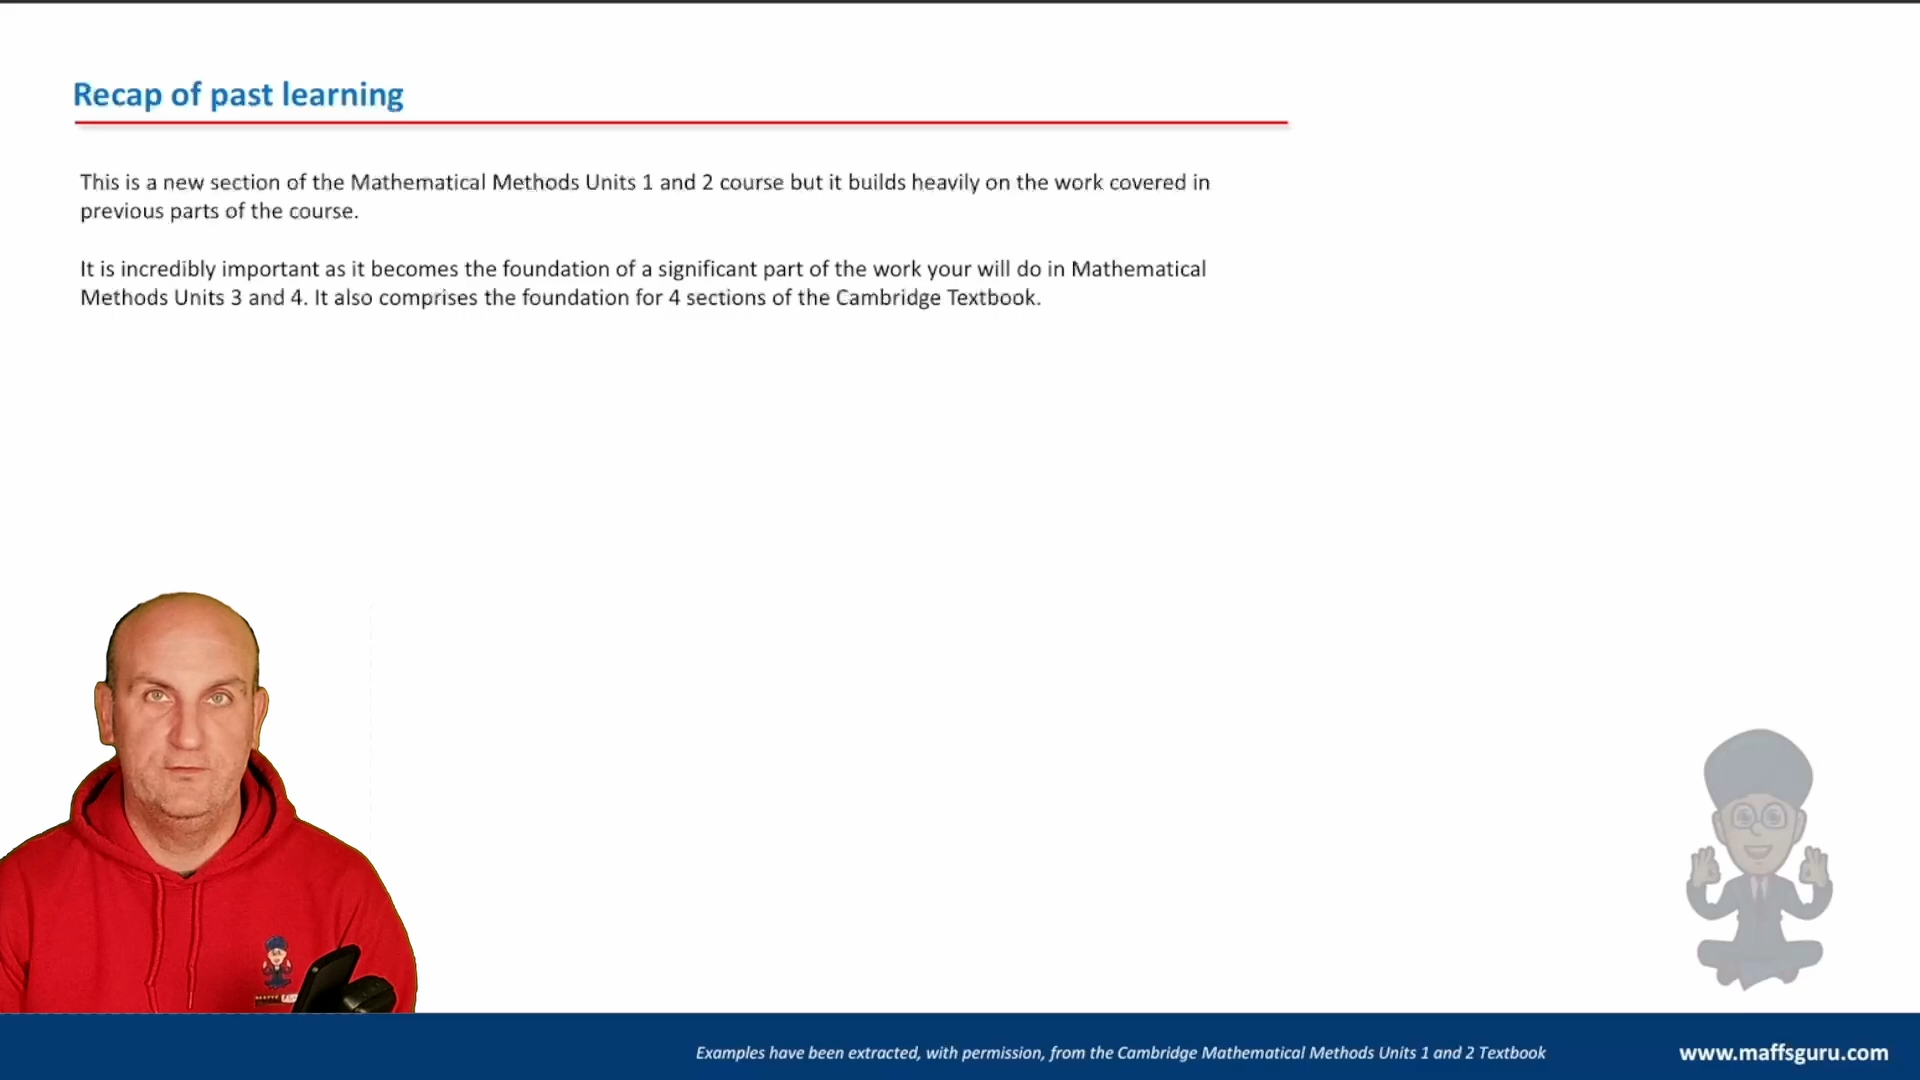 Recap of past learning
This is a new section of the Mathematical Methods Units 1 and 2 course but it builds heavily on the work covered in
previous parts of the course.
It is incredibly important as it becomes the foundation of a significant part of the work your will do in Mathematical
Methods Units 3 and 4. It also comprises the foundation for 4 sections of the Cambridge Textbook.
Examples have been extracted, with permission, from the Cambridge Mathematical Methods Units 1 and 2 Textbook
www.maffsguru.com